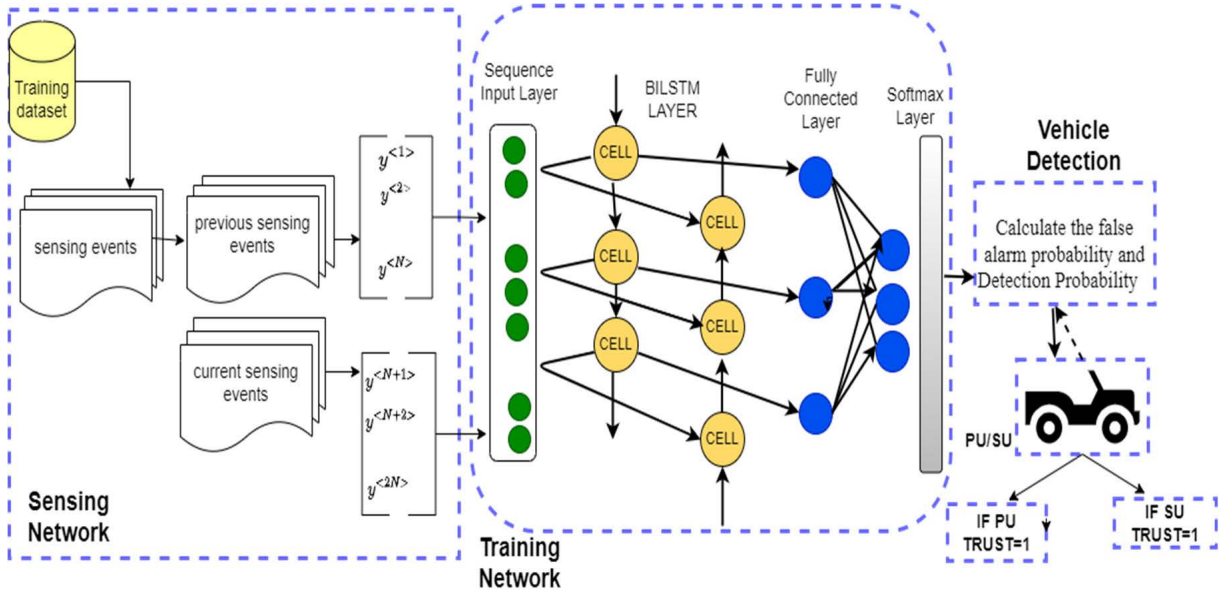 Training
dataset
sensing events
previous sensing
events
current sensing
events
y<1>
y<2>
y<N>
y<N+1>
y<N+2>
y<2N>
Sensing
Network
Sequence
Input Layer
BILSTM
LAYER
Fully
Connected
Layer
Softmax
Layer
CELL
CELL
CELL
CELL
CELL
CELL
Training
Network
Vehicle
Detection
Calculate the false
alarm probability and
Detection Probability
PU/SU
IF PU
TRUST=1
IF SU
TRUST=1